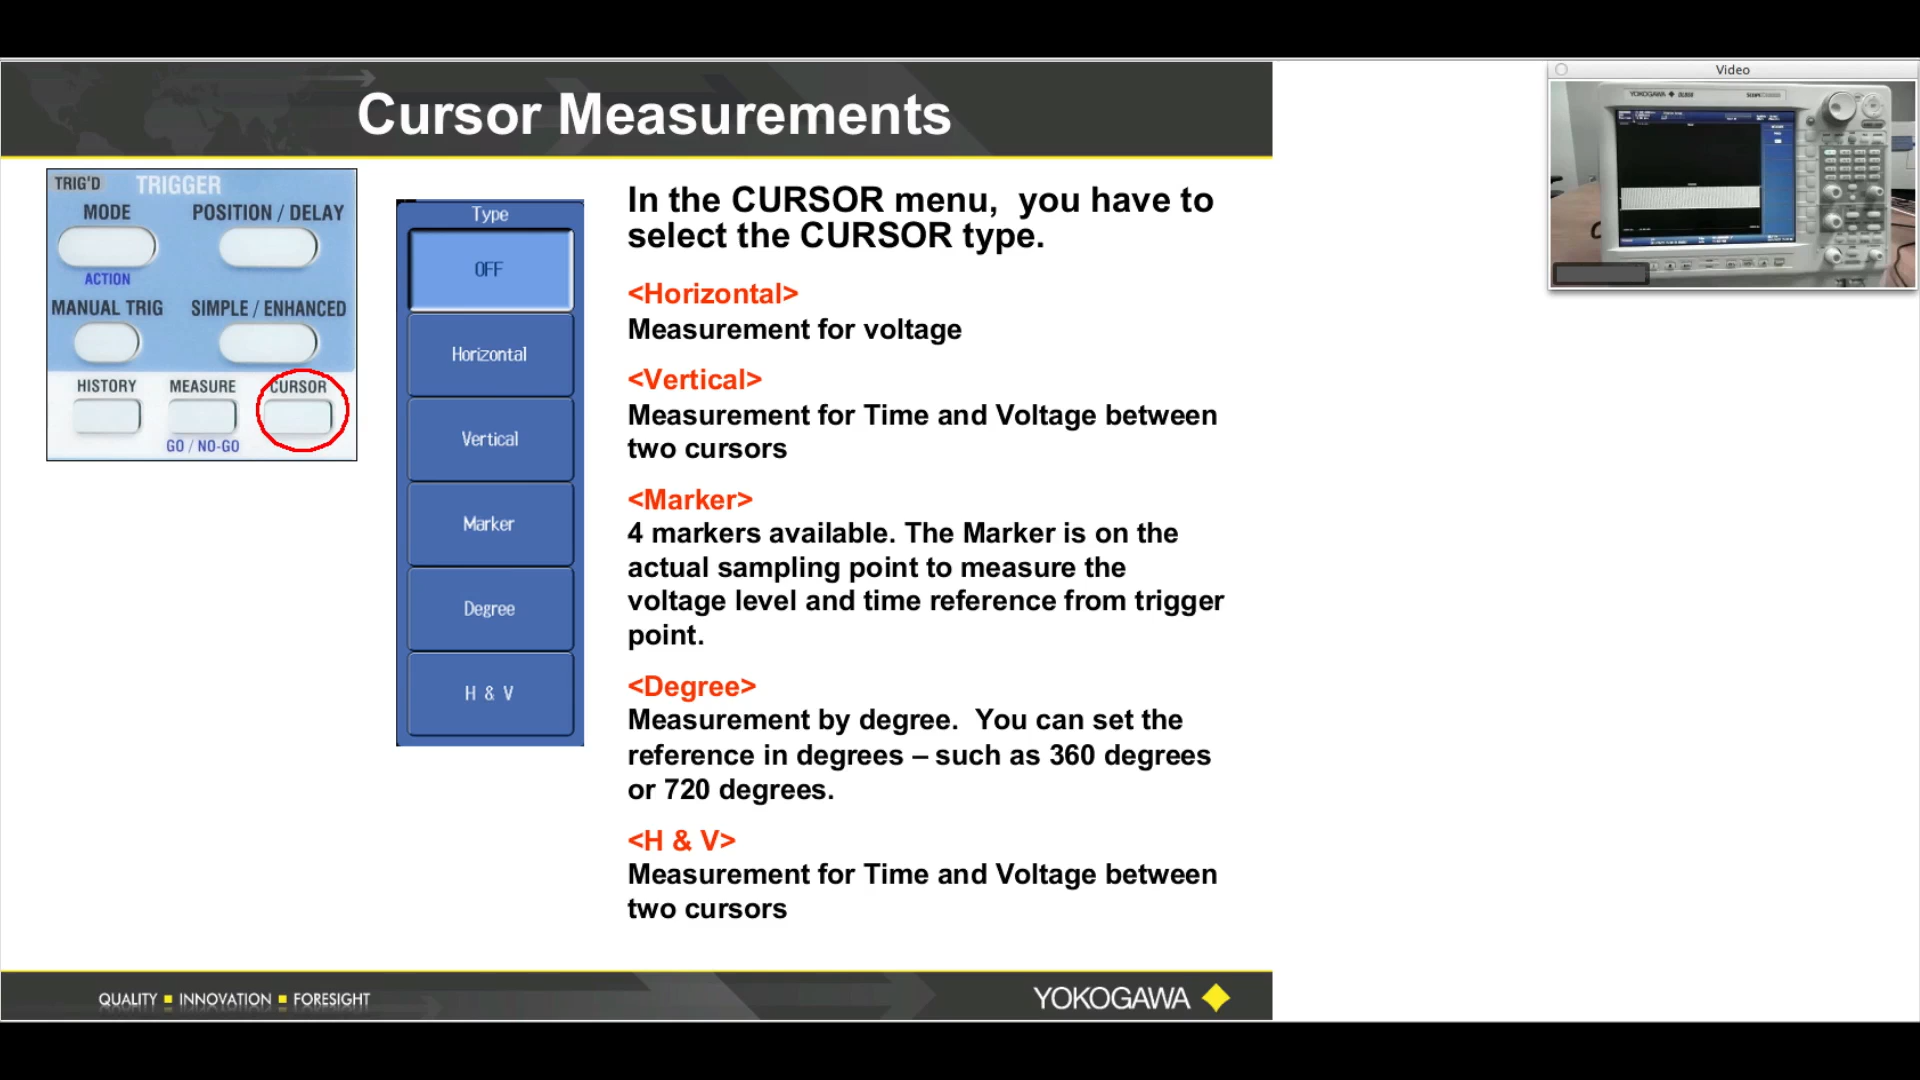 Cursor Measurements
TRIG'D TRIGGER
MODE POSITION / DELAY
ACTION
MANUAL TRIG SIMPLE / ENHANCED
HISTORY MEASURE CURSOR
GO / NO-GO
Type
OFF
Horizontal
Vertical
Marker
Degree
H & V
In the CURSOR menu, you have to
select the CURSOR type.
<Horizontal>
Measurement for voltage
<Vertical>
Measurement for Time and Voltage between
two cursors
<Marker>
4 markers available. The Marker is on the
actual sampling point to measure the
voltage level and time reference from trigger
point.
<Degree>
Measurement by degree. You can set the
reference in degrees – such as 360 degrees
or 720 degrees.
<H & V>
Measurement for Time and Voltage between
two cursors
QUALITY INNOVATION FORESIGHT
YOKOGAWA
Video
YOKOGAWA